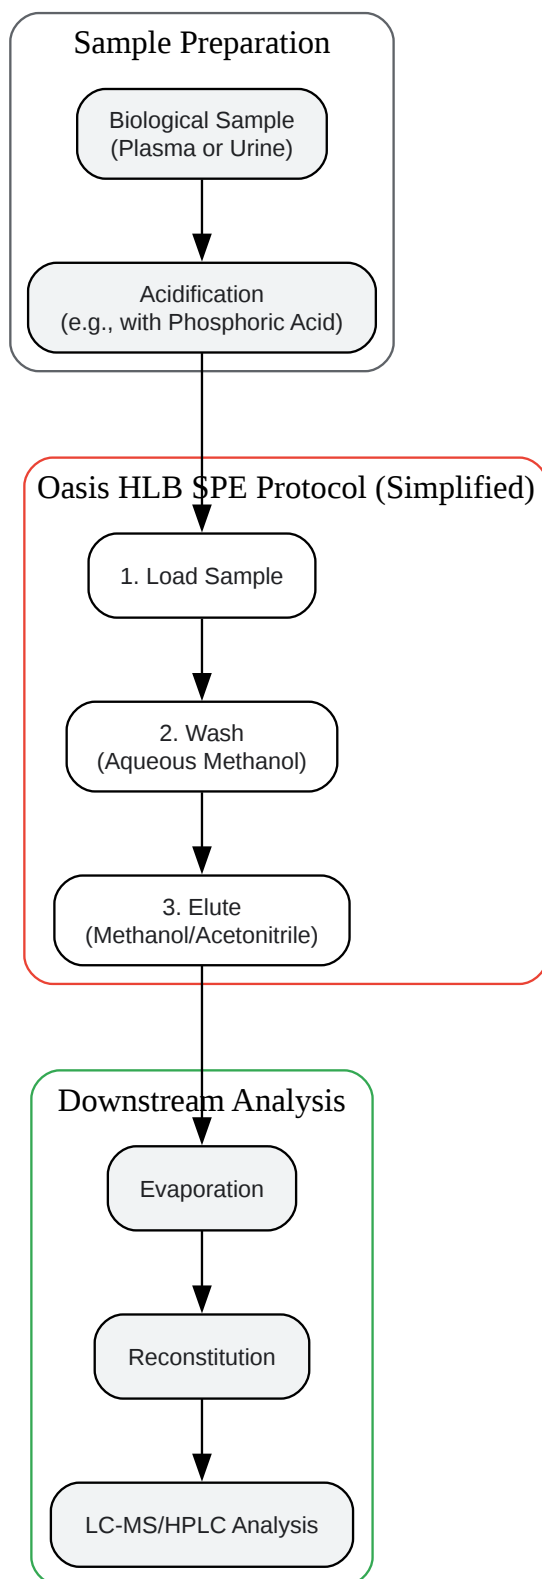 Sample Preparation
Biological Sample
(Plasma or Urine)
Acidification
(e.g., with Phosphoric Acid)
Oasis HLB SPE Protocol (Simplified)
1. Load Sample
2. Wash
(Aqueous Methanol)
3. Elute
(Methanol/Acetonitrile)
Downstream Analysis
Evaporation
Reconstitution
LC-MS/HPLC Analysis